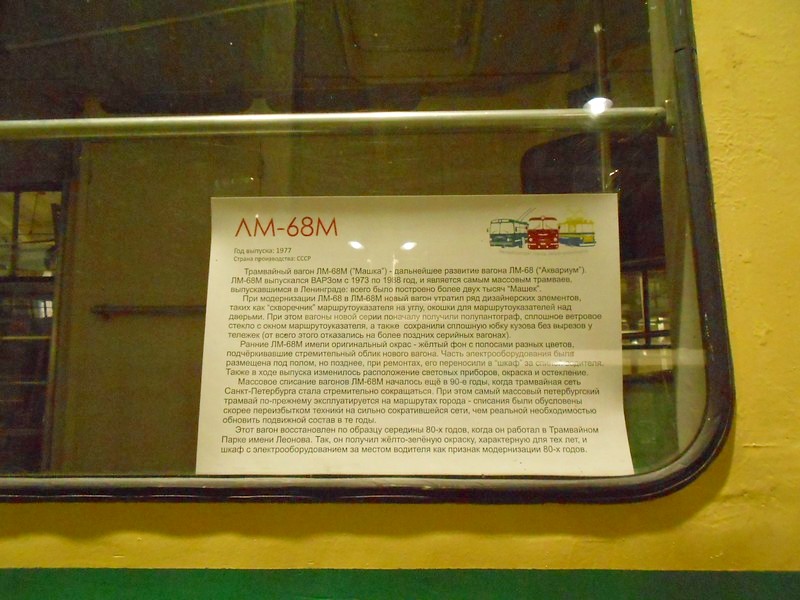 ЛМ-68М
Год выпуска: 1977
Страна производства: СССР
Трамвайный вагон ЛМ-68М ("Машка") - дальнейшее развитие вагона ЛМ-68 ("Аквариум").
ЛМ-68М выпускался ВАРЗом с 1973 по 1988 год, и является самым массовым трамваев,
выпускавшимся в Ленинграде: всего было построено более двух тысяч "Машек".
При модернизации ЛМ-68 в ЛМ-68М новый вагон утратил ряд дизайнерских элементов,
таких как "скворечник" маршрутоуказателя на углу, окошки для маршрутоуказателей над
дверьми. При этом вагоны новой серии поначалу получили полупантограф, сплошное ветровое
стекло с окном маршрутоуказателя, а также сохранили сплошную юбку кузова без вырезов у
тележек (от всего этого отказались на более поздних серийных вагонах).
Ранние ЛМ-68М имели оригинальный окрас - жёлтый фон с полосами разных цветов,
подчёркивавшие стремительный облик нового вагона. Часть электрооборудования была
размещена под полом, но позднее, при ремонтах, его переносили в "шкаф" за спиной водителя.
Также в ходе выпуска изменилось расположение световых приборов, окраска и остекление.
Массовое списание вагонов ЛМ-68М началось ещё в 90-е годы, когда трамвайная сеть
Санкт-Петербурга стала стремительно сокращаться. При этом самый массовый петербургский
трамвай по-прежнему эксплуатируется на маршрутах города - списания были обусловены
скорее переизбытком техники на сильно сократившейся сети, чем реальной необходимостью
обновить подвижной состав в те годы.
Этот вагон восстановлен по образцу середины 80-х годов, когда он работал в Трамвайном
Парке имени Леонова. Так, он получил жёлто-зелёную окраску, характерную для тех лет, и
шкаф с электрооборудованием за местом водителя как признак модернизации 80-х годов.